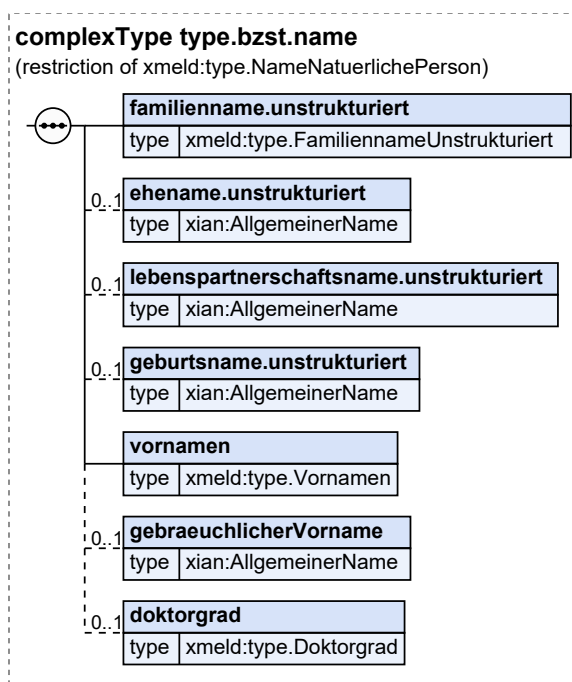 complexType type.bzst.name
(restriction of xmeld:type.NameNatuerlichePerson)
familienname.unstrukturiert
type xmeld:type.FamiliennameUnstrukturiert
0..1 ehename.unstrukturiert
type xian:AllgemeinerName
0..1 lebenspartnerschaftsname.unstrukturiert
type xian:AllgemeinerName
0..1 geburtsname.unstrukturiert
type xian:AllgemeinerName
vornamen
type xmeld:type.Vornamen
0..1 gebraeuchlicherVorname
type xian:AllgemeinerName
0..1 doktorgrad
type xmeld:type.Doktorgrad